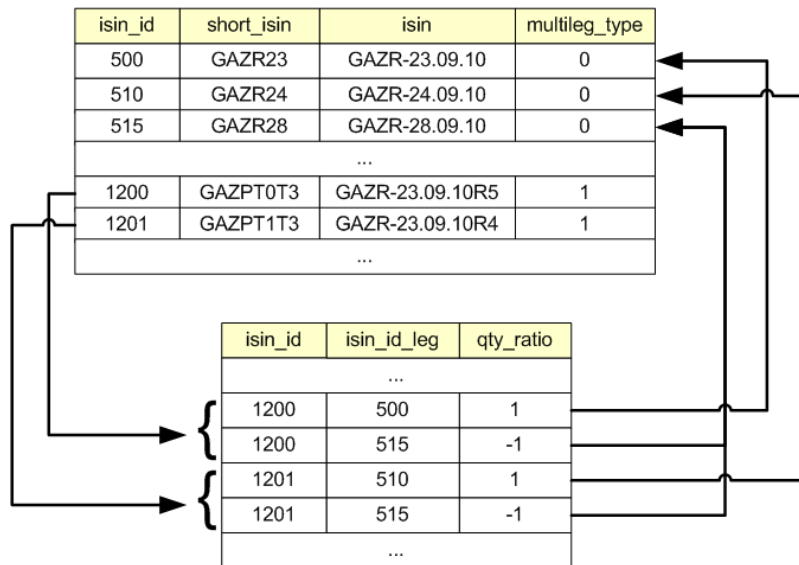 isin_id short_isin isin multileg_type
500 GAZR23 GAZR-23.09.10 0
510 GAZR24 GAZR-24.09.10 0
515 GAZR28 GAZR-28.09.10 0
...
1200 GAZPT0T3 GAZR-23.09.10R5 1
1201 GAZPT1T3 GAZR-23.09.10R4 1
...
isin_id isin_id_leg qty_ratio
...
1200 500 1
1200 515 -1
1201 510 1
1201 515 -1
...